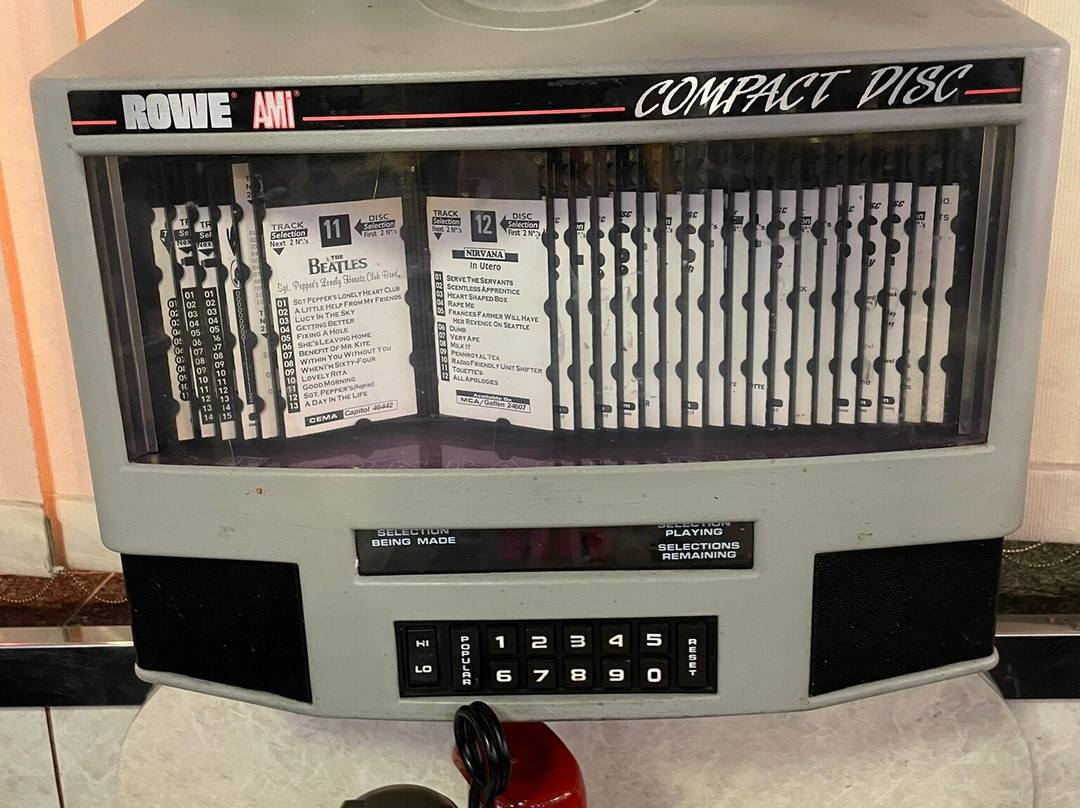 ROWE AMi COMPACT DISC
TRACK
Selection
Next 2 Nº.'s
11
DISC
Selection
First 2 Nº.'s
THE
BEATLES
Sgt. Pepper's Lonely Hearts Club Band
01 SGT PEPPER'S LONELY HEART CLUB
02 A LITTLE HELP FROM MY FRIENDS
03 LUCY IN THE SKY
04 GETTING BETTER
05 FIXING A HOLE
06 SHE'S LEAVING HOME
07 BENEFIT OF MR. KITE
08 WITHIN YOU WITHOUT YOU
09 WHEN I'M SIXTY-FOUR
10 LOVELY RITA
11 GOOD MORNING
12 SGT. PEPPER'S (Reprise)
13 A DAY IN THE LIFE
CEMA Capitol 46442
TRACK
Selection
Next 2 Nº.'s
12
DISC
Selection
First 2 Nº.'s
NIRVANA
In Utero
01 SERVE THE SERVANTS
02 SCENTLESS APPRENTICE
03 HEART SHAPED BOX
04 RAPE ME
05 FRANCES FARMER WILL HAVE
HER REVENGE ON SEATTLE
06 DUMB
07 VERY APE
08 MILK IT
09 PENNROYAL TEA
10 RADIO FRIENDLY UNIT SHIFTER
11 TOUETTE'S
12 ALL APOLOGIES
Available On
MCA/Geffen 24607
SELECTION
BEING MADE
SELECTION
PLAYING
SELECTIONS
REMAINING
HI
LO
POPULAR
1 2 3 4 5
6 7 8 9 0
RESET